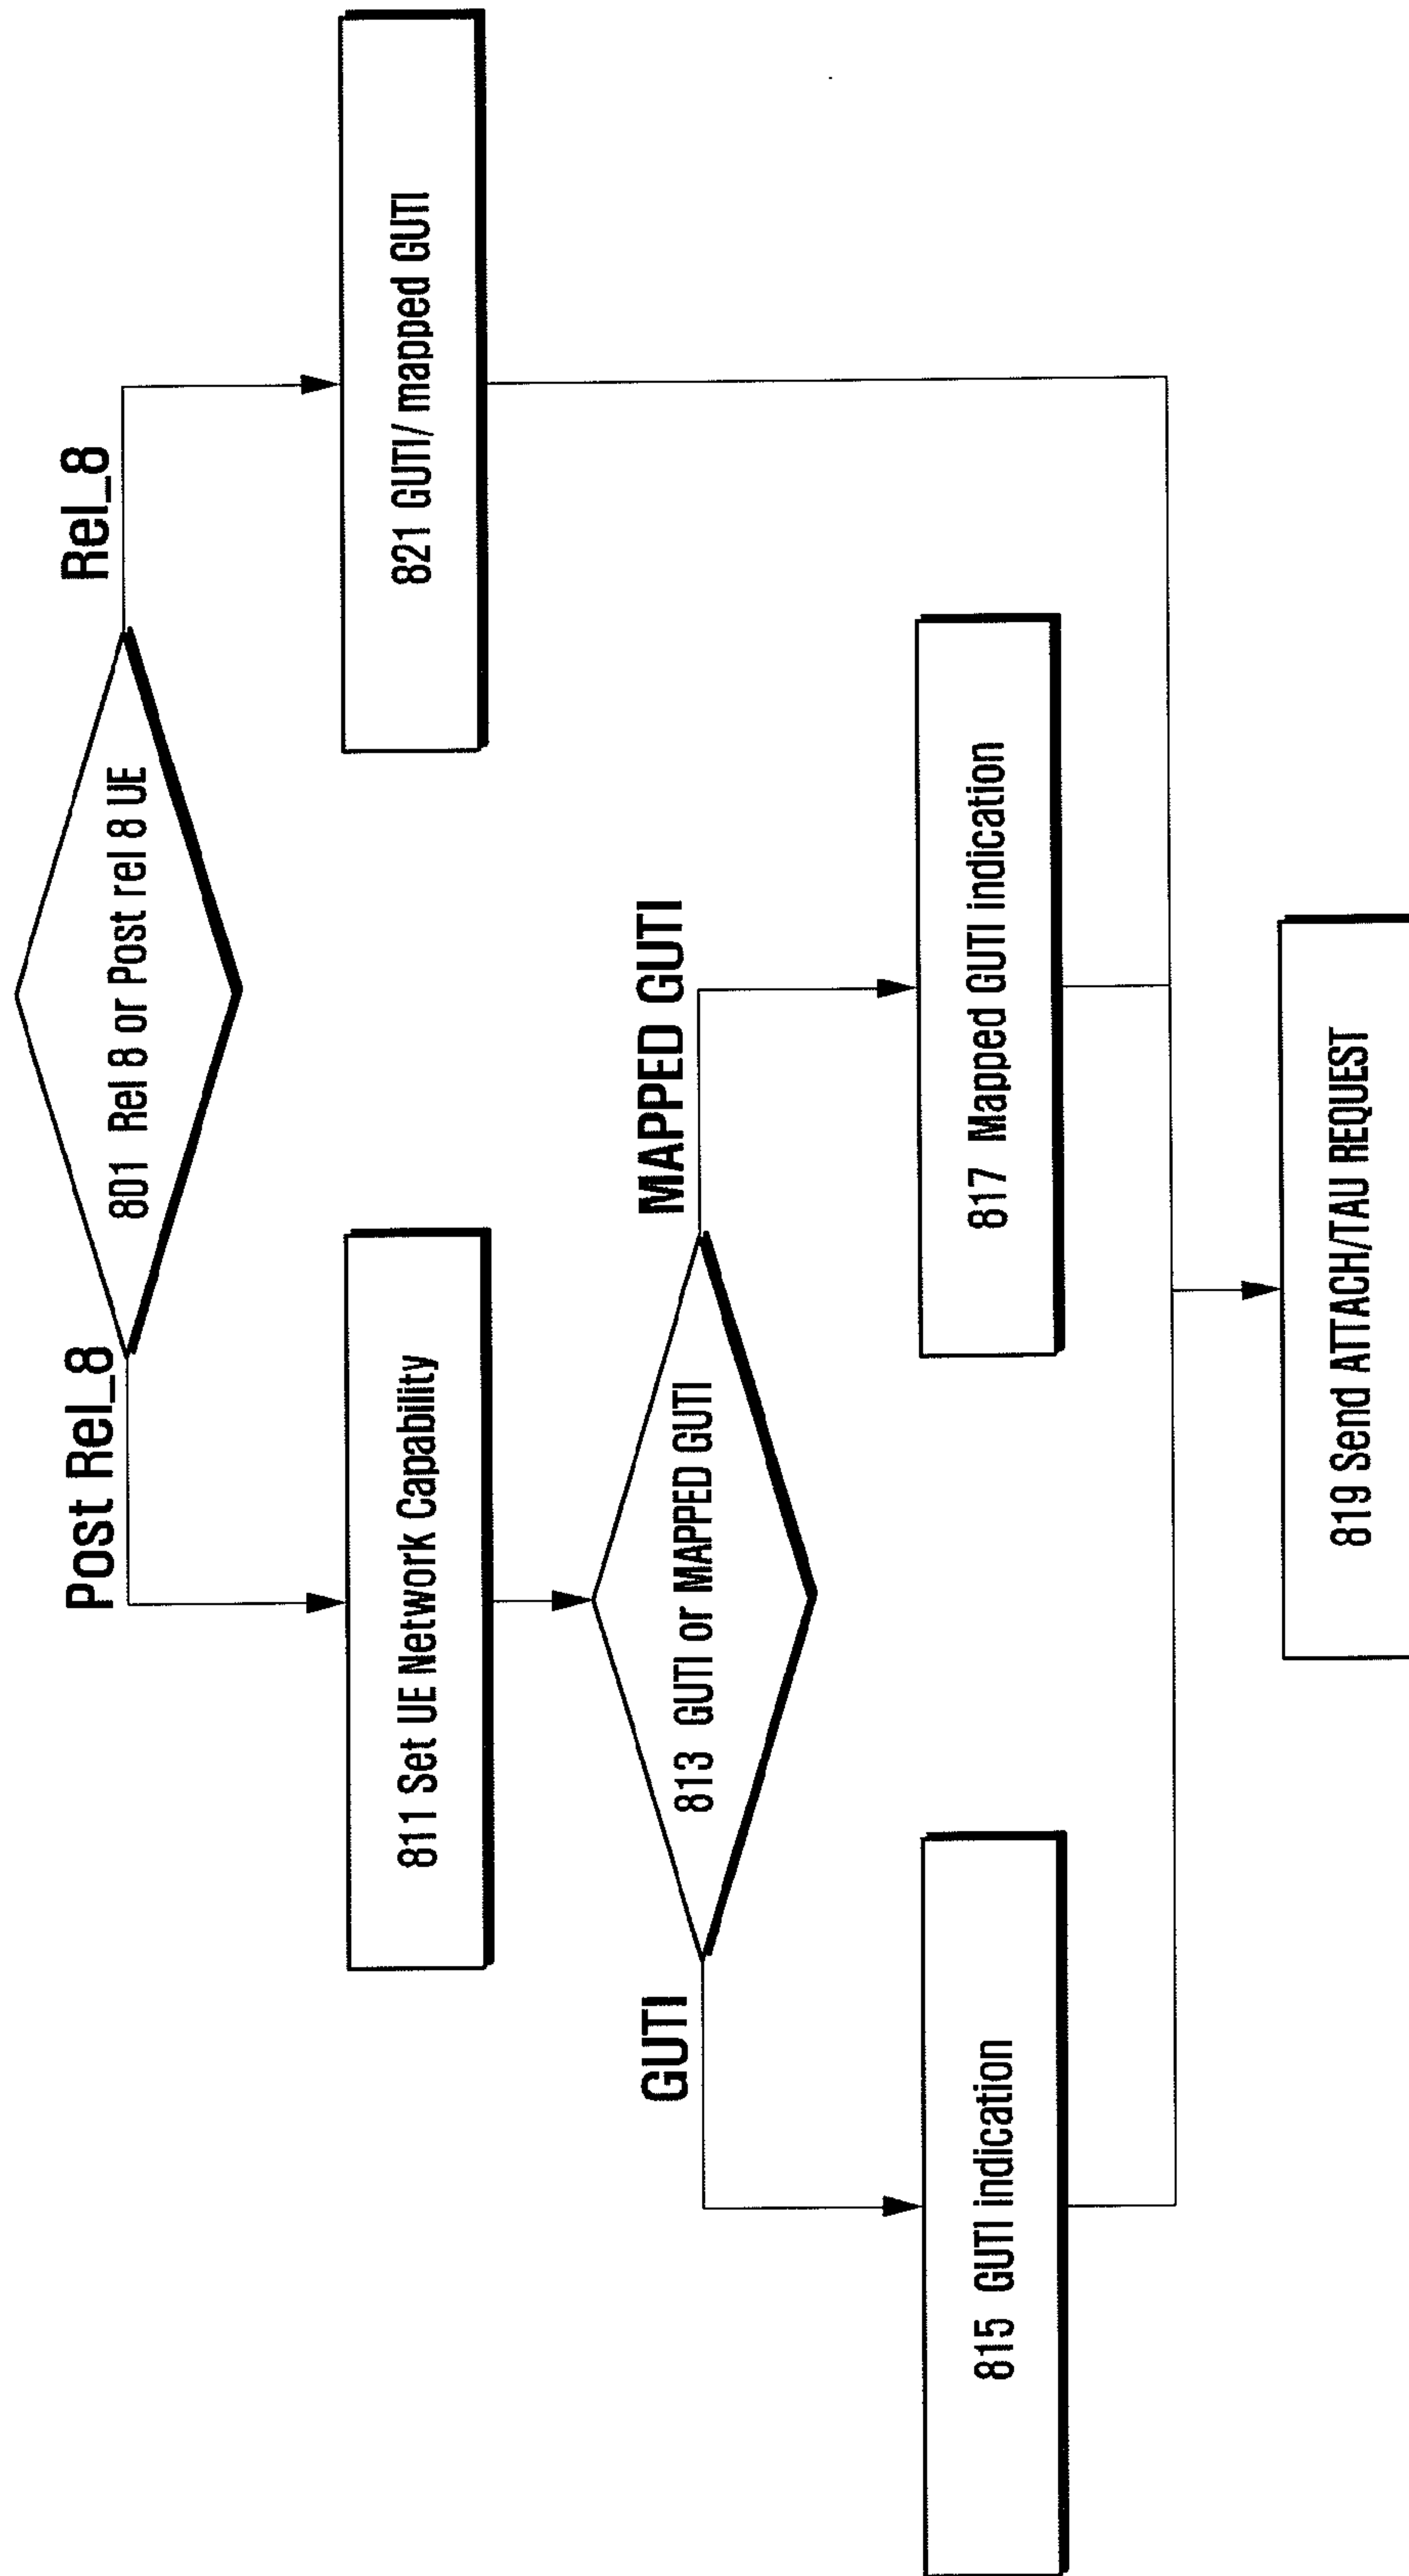 801 Rel 8 or Post rel 8 UE
Post Rel_8
Rel_8
811 Set UE Network Capability
821 GUTI/ mapped GUTI
813 GUTI or MAPPED GUTI
GUTI
MAPPED GUTI
815 GUTI indication
817 Mapped GUTI indication
819 Send ATTACH/TAU REQUEST